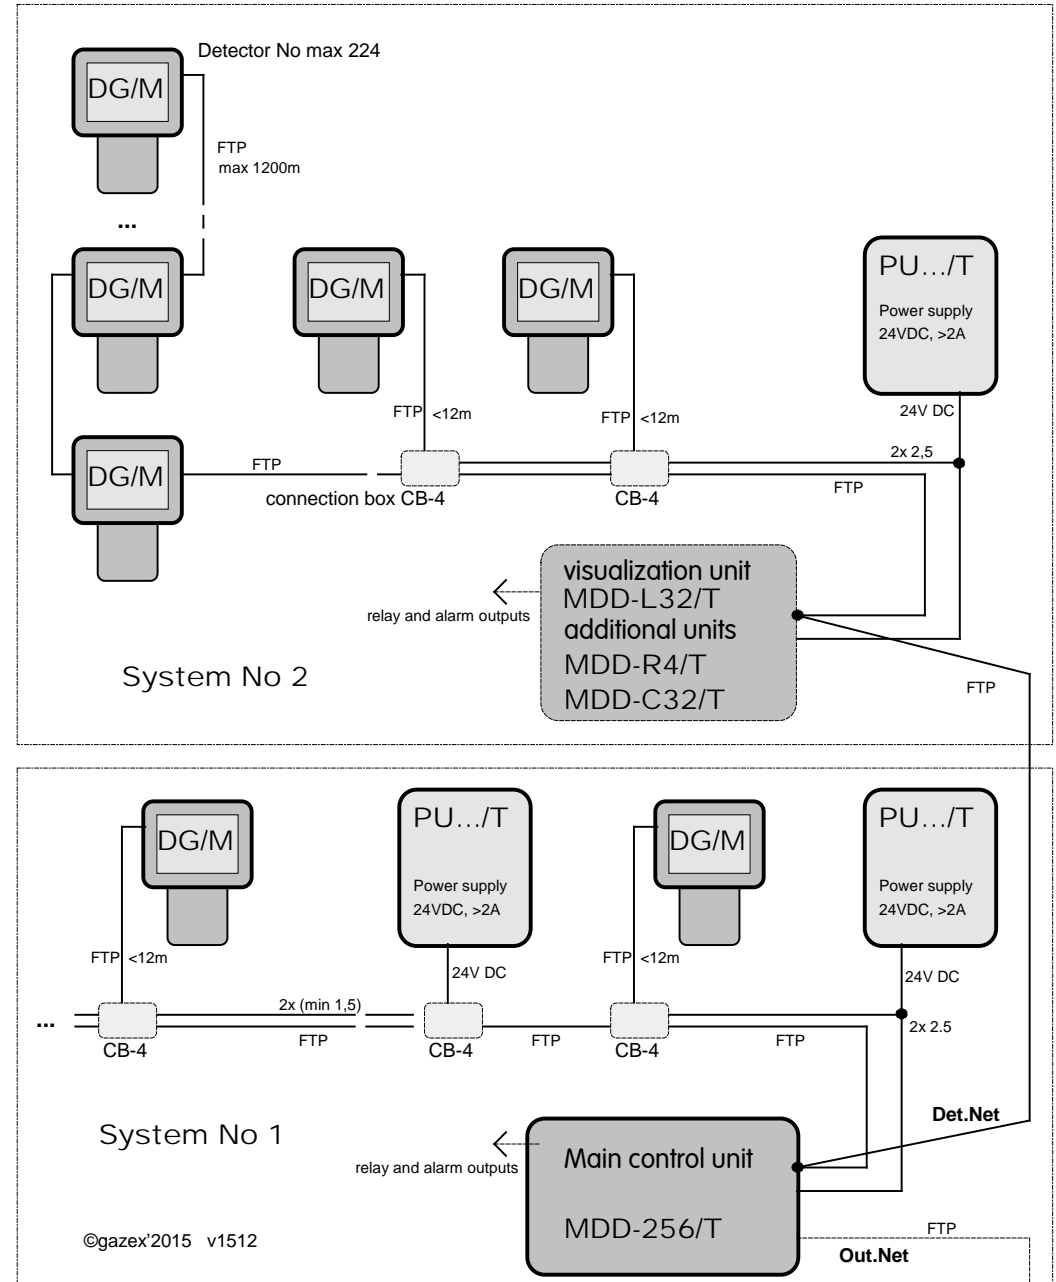 Detector No max 224
DG/M
FTP
max 1200m
...
DG/M
DG/M
DG/M
PU.../T
Power supply
24VDC, >2A
FTP <12m
FTP <12m
24V DC
DG/M
FTP
2x 2,5
FTP
connection box CB-4
CB-4
visualization unit
MDD-L32/T
additional units
MDD-R4/T
MDD-C32/T
relay and alarm outputs
System No 2
FTP
DG/M
PU.../T
Power supply
24VDC, >2A
DG/M
PU.../T
Power supply
24VDC, >2A
FTP <12m
24V DC
FTP <12m
24V DC
...
2x (min 1,5)
FTP
FTP
FTP
2x 2.5
CB-4
CB-4
CB-4
Det.Net
System No 1
relay and alarm outputs
Main control unit
MDD-256/T
FTP
Out.Net
©gazex'2015 v1512